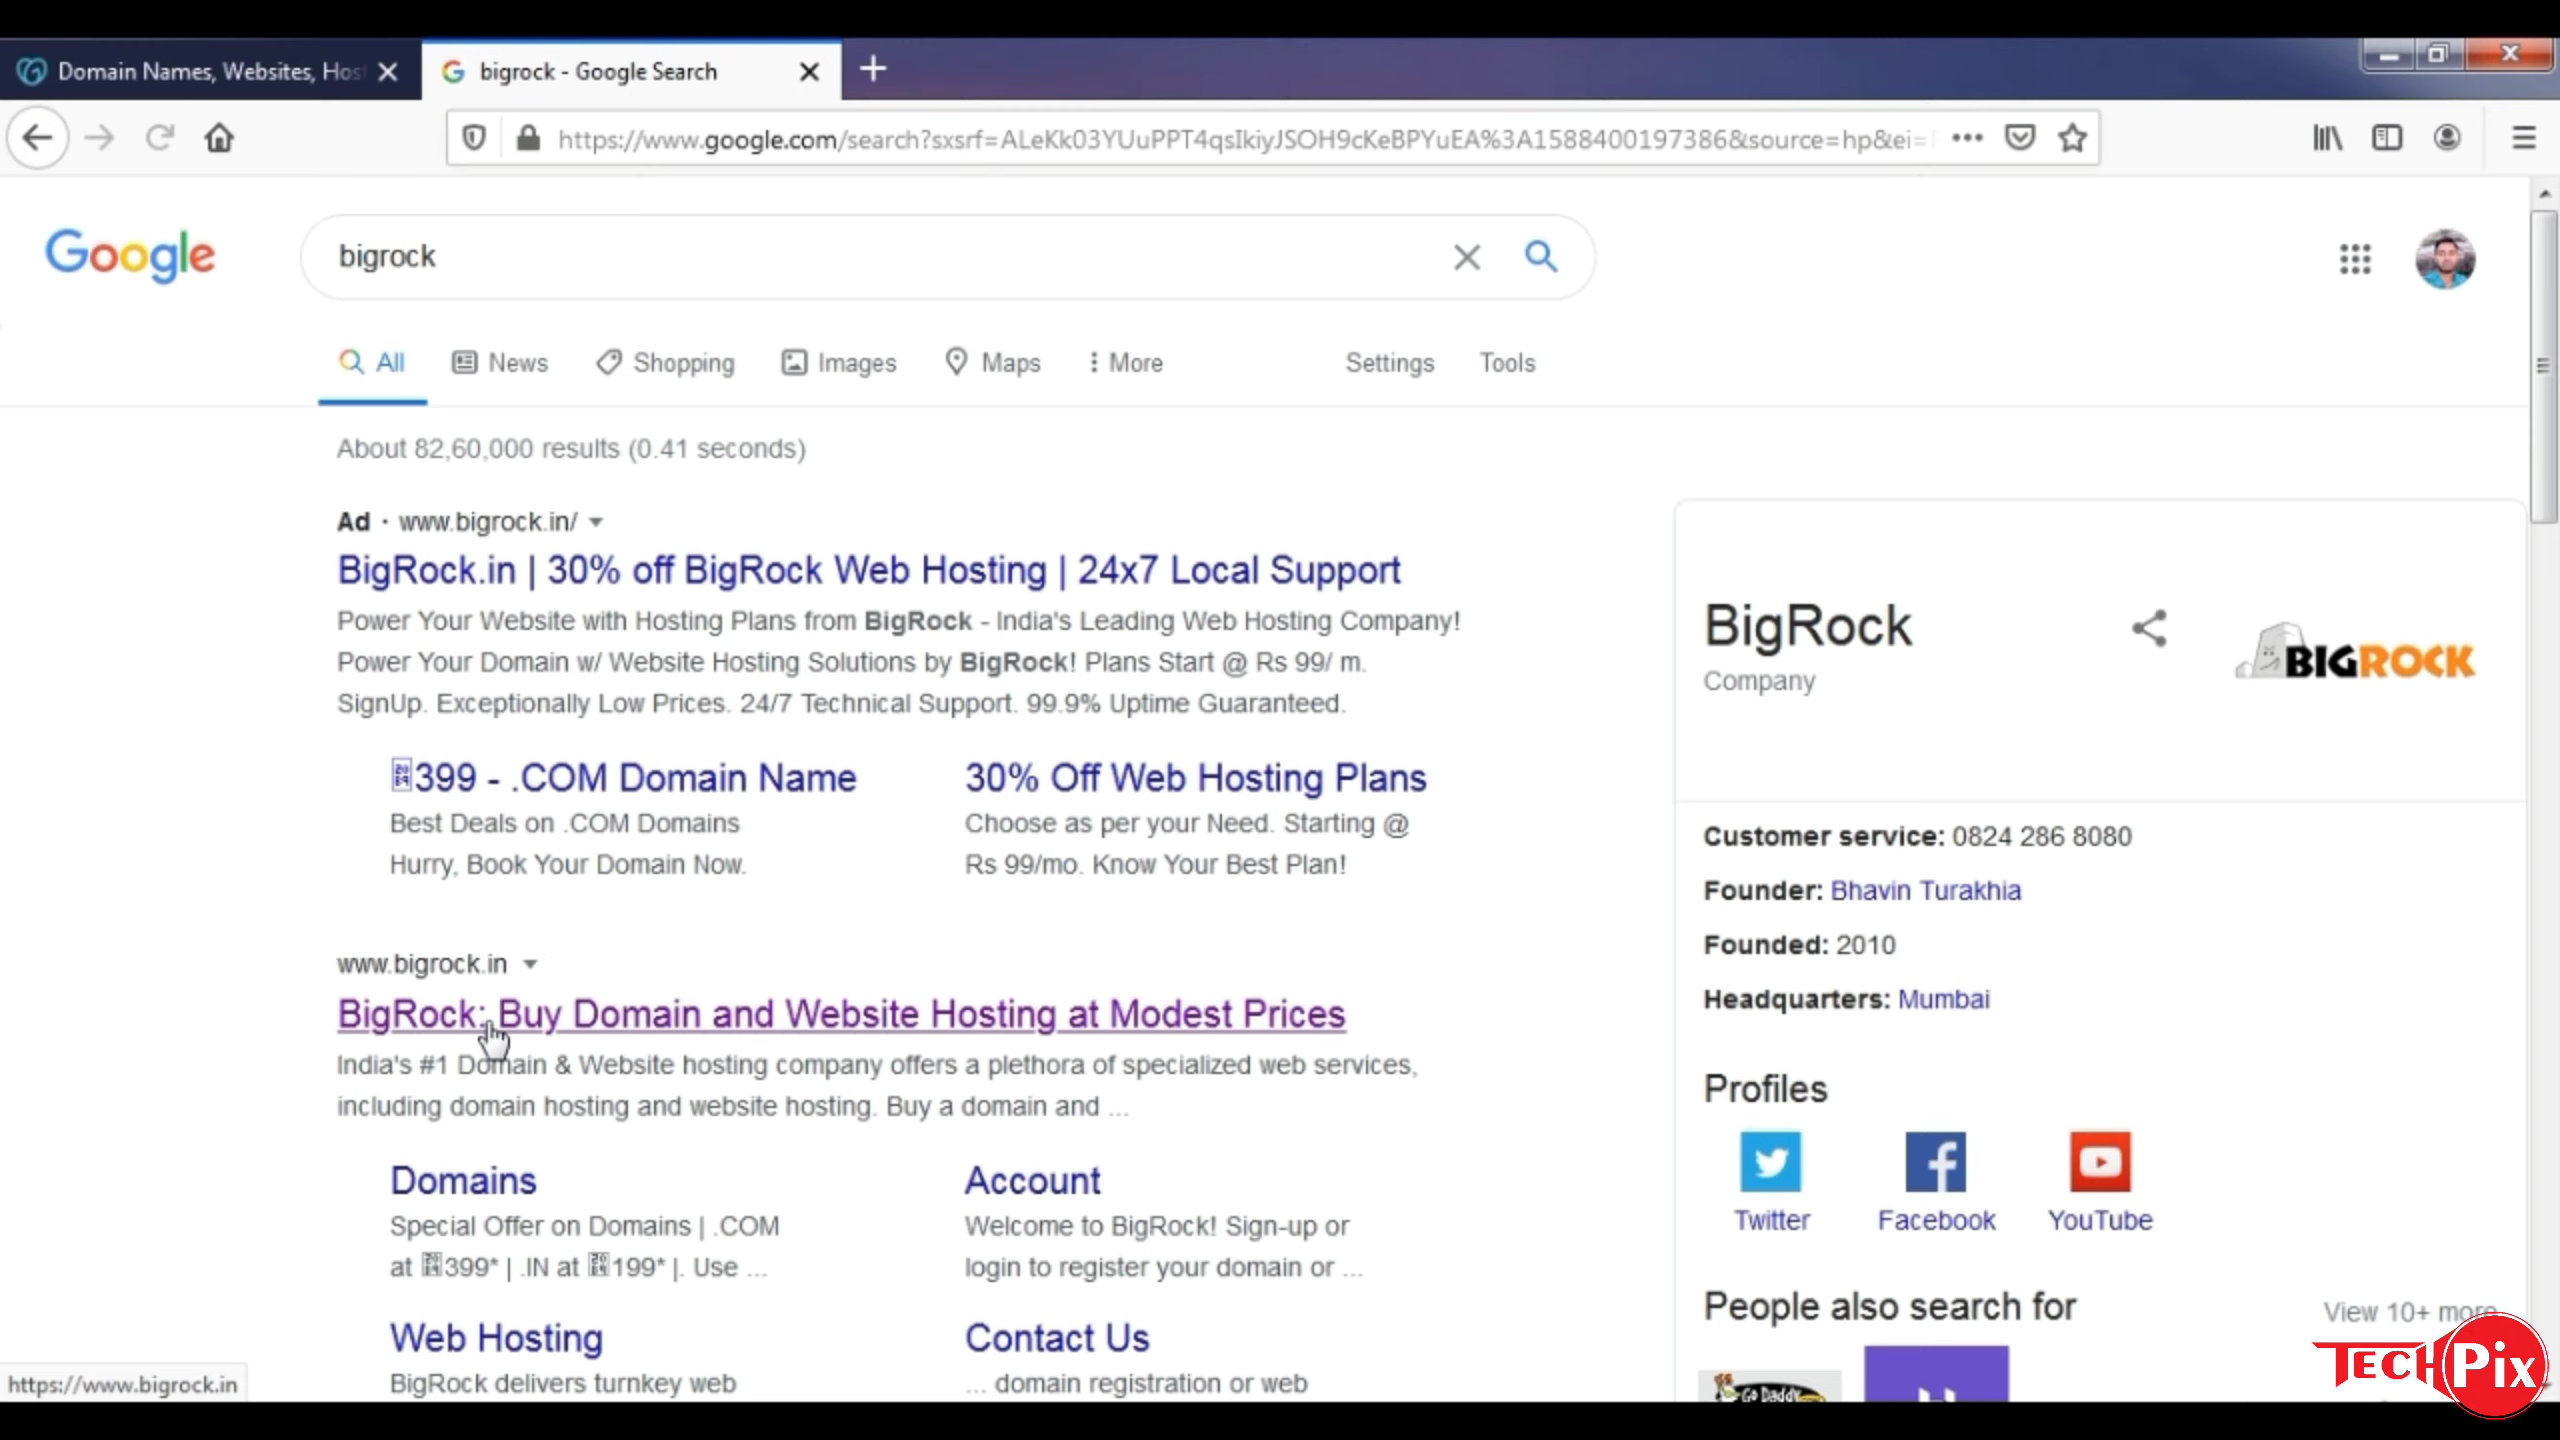 Domain Names, Websites, Hos
bigrock - Google Search
https://www.google.com/search?sxsrf=ALeKk03YUuPPT4qsIkiyJSOH9cKeBPYuEA%3A1588400197386&source=hp&ei=
Google
bigrock
All News Shopping Images Maps More Settings Tools
About 82,60,000 results (0.41 seconds)
Ad · www.bigrock.in/
BigRock.in | 30% off BigRock Web Hosting | 24x7 Local Support
Power Your Website with Hosting Plans from BigRock - India's Leading Web Hosting Company!
Power Your Domain w/ Website Hosting Solutions by BigRock! Plans Start @ Rs 99/ m.
SignUp. Exceptionally Low Prices. 24/7 Technical Support. 99.9% Uptime Guaranteed.
399 - .COM Domain Name
Best Deals on .COM Domains
Hurry, Book Your Domain Now.
30% Off Web Hosting Plans
Choose as per your Need. Starting @
Rs 99/mo. Know Your Best Plan!
www.bigrock.in
BigRock: Buy Domain and Website Hosting at Modest Prices
India's #1 Domain & Website hosting company offers a plethora of specialized web services,
including domain hosting and website hosting. Buy a domain and ...
Domains
Special Offer on Domains | .COM
at 399* | .IN at 199* |. Use ...
Account
Welcome to BigRock! Sign-up or
login to register your domain or ...
Web Hosting
BigRock delivers turnkey web
Contact Us
... domain registration or web
BigRock
Company
BIGROCK
Customer service: 0824 286 8080
Founder: Bhavin Turakhia
Founded: 2010
Headquarters: Mumbai
Profiles
Twitter Facebook YouTube
People also search for
View 10+ more
Go Daddy
https://www.bigrock.in
TECH Pix